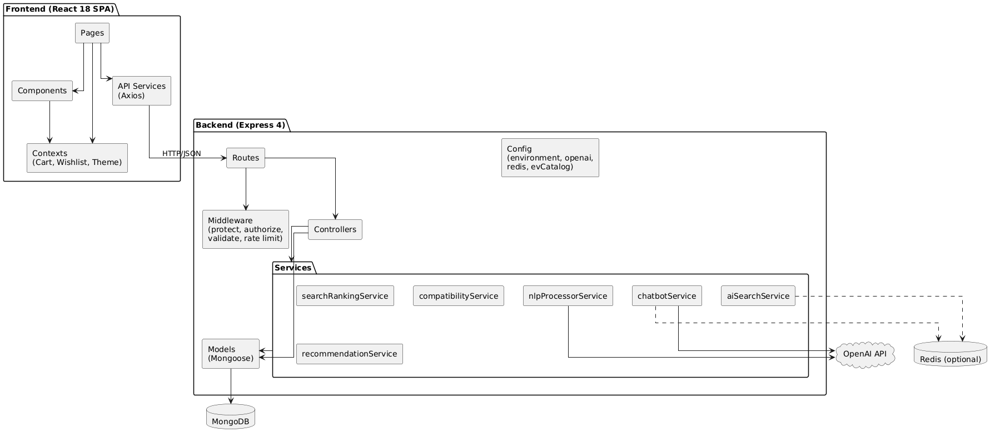 Frontend (React 18 SPA)
Pages
Components
API Services
(Axios)
Contexts
(Cart, Wishlist, Theme)
HTTP/JSON
Backend (Express 4)
Routes
Config
(environment, openai,
redis, evCatalog)
Middleware
(protect, authorize,
validate, rate limit)
Controllers
Services
searchRankingService
compatibilityService
nlpProcessorService
chatbotService
aiSearchService
Models
(Mongoose)
recommendationService
OpenAI API
Redis (optional)
MongoDB